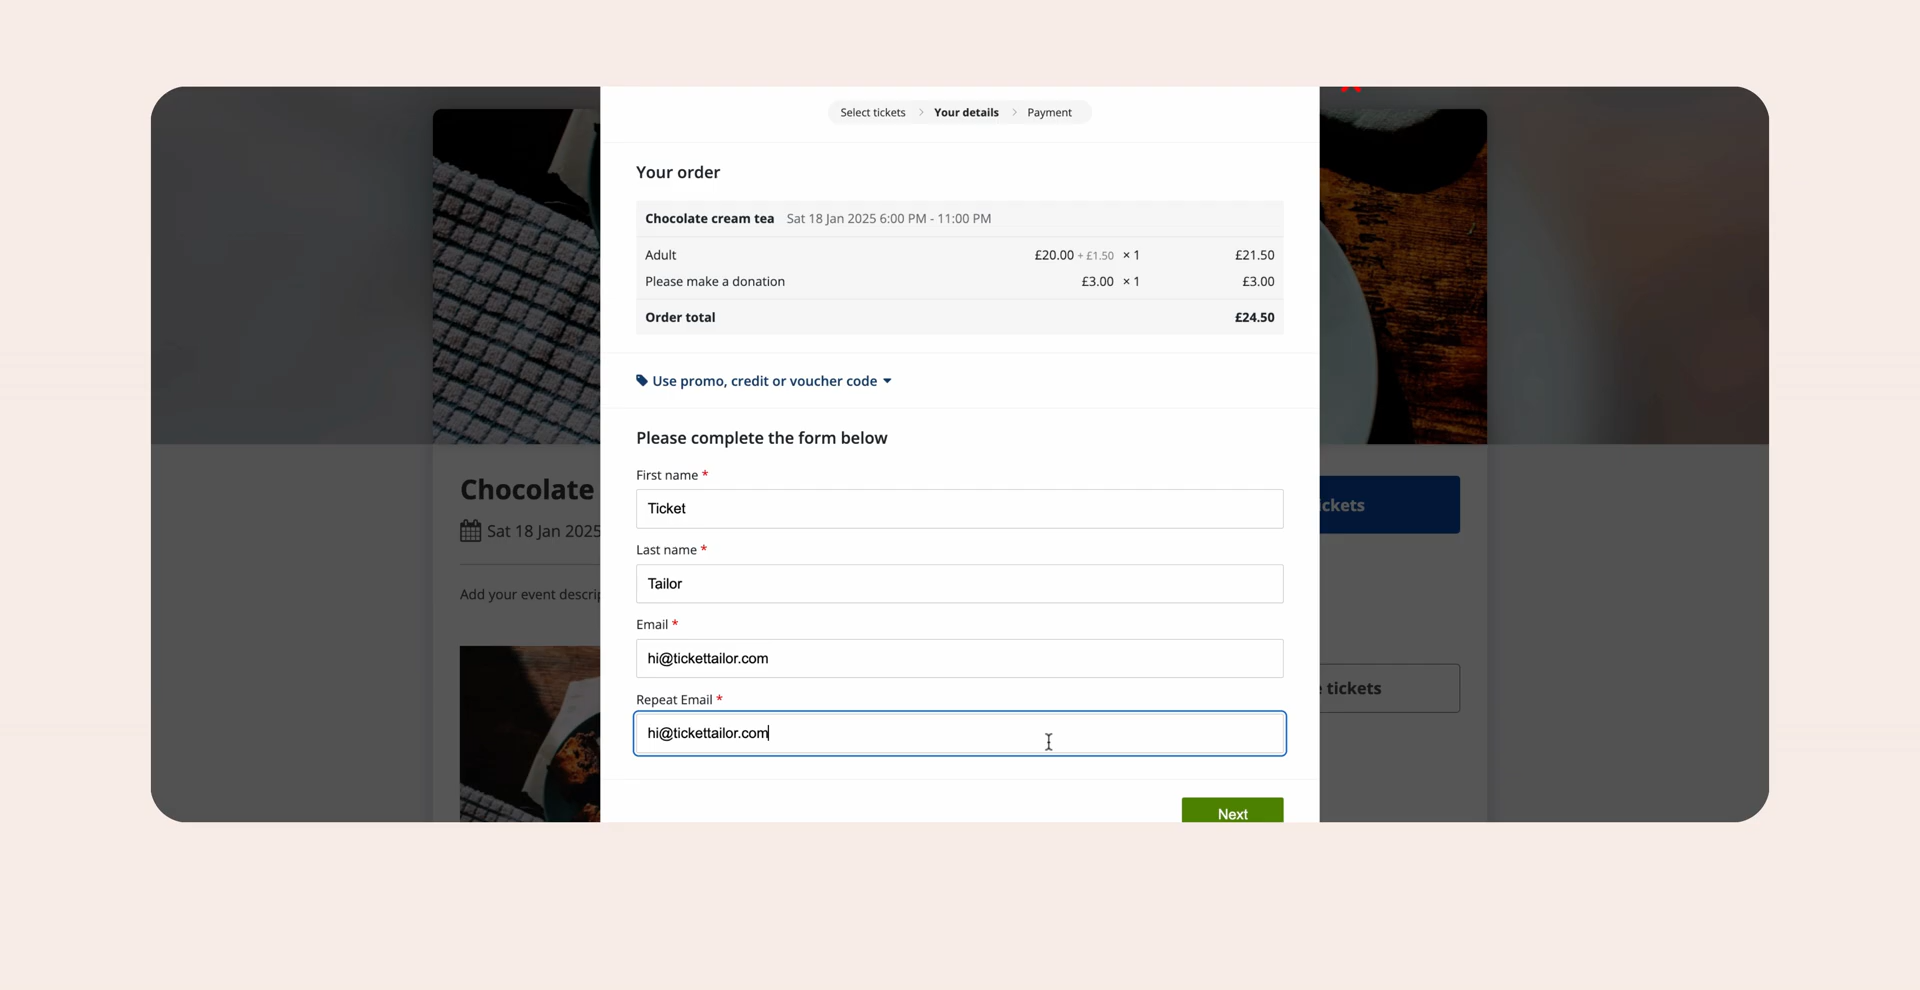 Select tickets > Your details > Payment
Your order
Chocolate cream tea Sat 18 Jan 2025 6:00 PM - 11:00 PM
Adult £20.00 + £1.50 × 1 £21.50
Please make a donation £3.00 × 1 £3.00
Order total £24.50
Use promo, credit or voucher code
Please complete the form below
First name *
Ticket
Last name *
Tailor
Email *
hi@tickettailor.com
Repeat Email *
hi@tickettailor.com
Next
Chocolate
Sat 18 Jan 2025
Add your event
tickets